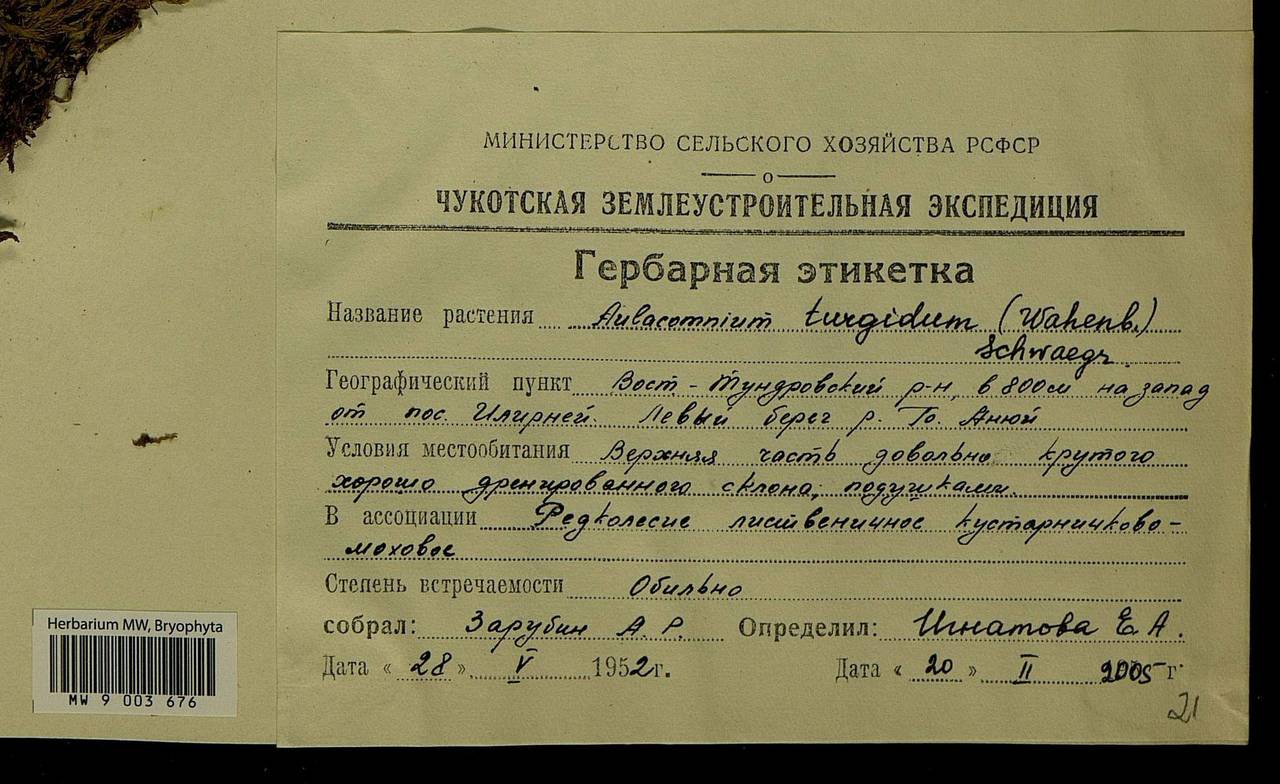 МИНИСТЕРСТВО СЕЛЬСКОГО ХОЗЯЙСТВА РСФСР
ЧУКОТСКАЯ ЗЕМЛЕУСТРОИТЕЛЬНАЯ ЭКСПЕДИЦИЯ
Гербарная этикетка
Название растения Aulacomnium turgidum (Wahenb.)
Schwaegr.
Географический пункт Вост.-Тундровский р-н, в 800м на запад
от пос. Илирней. Левый берег р. М. Анюй
Условия местообитания Верхняя часть довольно крутого
хорошо дренированного склона, подушками.
В ассоциации Редколесие лиственичное кустарничково-
моховое
Степень встречаемости Обильно
собрал: Зарубин А. Р. Определил: Игнатова Е. А.
Дата « 28 » V 1952г. Дата « 20 » II 2005 г.
21
Herbarium MW, Bryophyta
MW 9 003 676